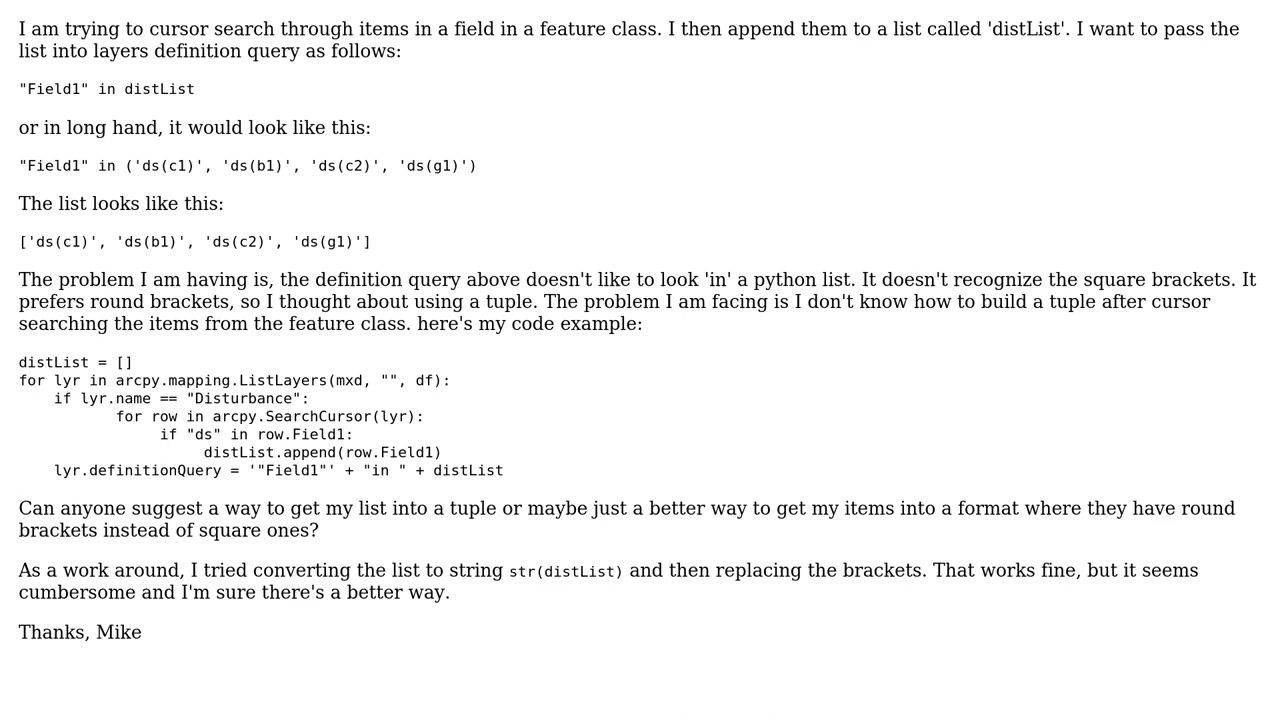 I am trying to cursor search through items in a field in a feature class. I then append them to a list called 'distList'. I want to pass the
list into layers definition query as follows:
"Field1" in distList
or in long hand, it would look like this:
"Field1" in ('ds(c1)', 'ds(b1)', 'ds(c2)', 'ds(g1)')
The list looks like this:
['ds(c1)', 'ds(b1)', 'ds(c2)', 'ds(g1)']
The problem I am having is, the definition query above doesn't like to look 'in' a python list. It doesn't recognize the square brackets. It
prefers round brackets, so I thought about using a tuple. The problem I am facing is I don't know how to build a tuple after cursor
searching the items from the feature class. here's my code example:
distList = []
for lyr in arcpy.mapping.ListLayers(mxd, "", df):
    if lyr.name == "Disturbance":
           for row in arcpy.SearchCursor(lyr):
                if "ds" in row.Field1:
                     distList.append(row.Field1)
    lyr.definitionQuery = '"Field1"' + "in " + distList
Can anyone suggest a way to get my list into a tuple or maybe just a better way to get my items into a format where they have round
brackets instead of square ones?
As a work around, I tried converting the list to string str(distList) and then replacing the brackets. That works fine, but it seems
cumbersome and I'm sure there's a better way.
Thanks, Mike